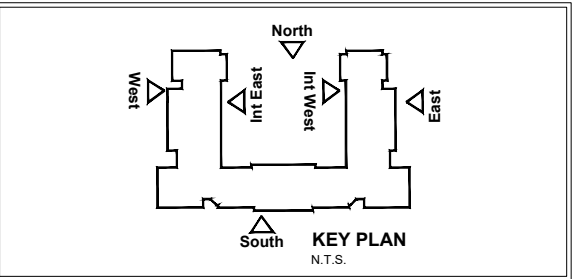 North
West
Int East
Int West
East
South
KEY PLAN
N.T.S.